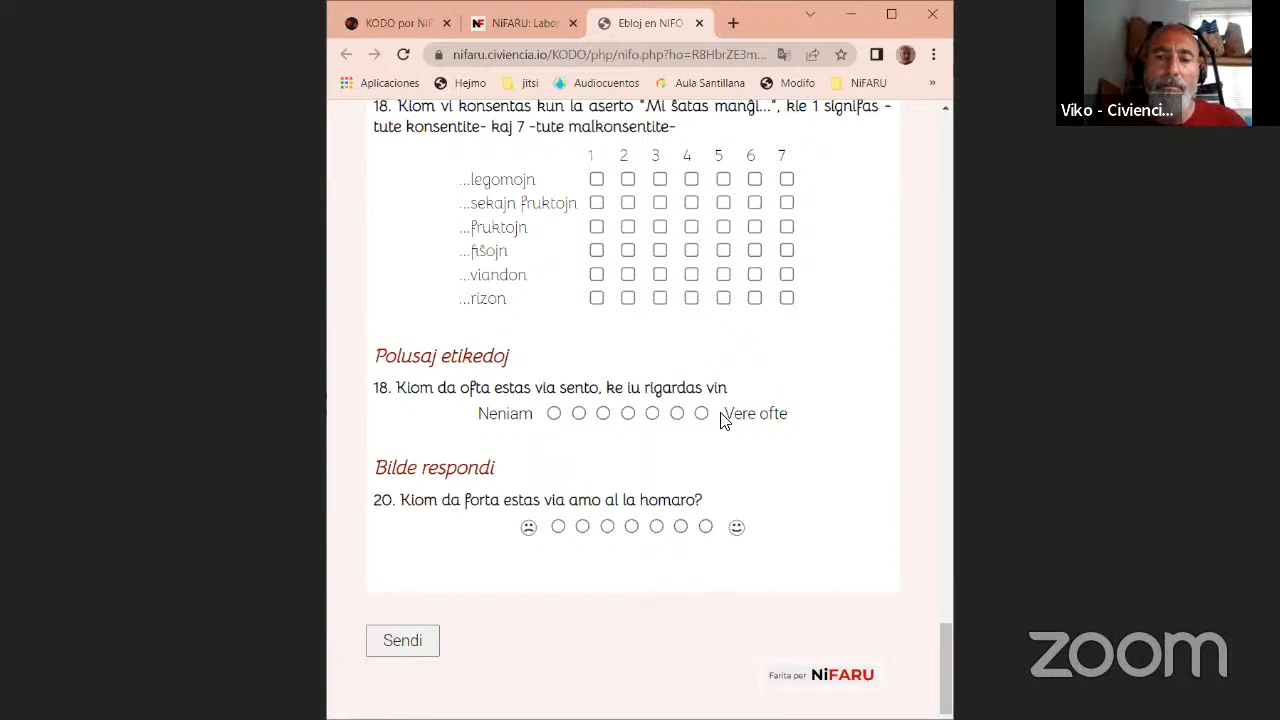 KODO por NiF
NiFARU: Labor
Ebloj en NIFO
nifaru.civiencia.io/KODO/php/nifo.php?ho=R8HbrZE3m...
Aplicaciones
Hejmo
jitsi
Audiocuentos
Aula Santillana
Modifo
NiFARU
»
Viko - Civienci...
18. Kiom vi konsentas kun la aserto "Mi ŝatas manĝi...", kie 1 signifas -
tute konsentite- kaj 7 -tute malkonsentite-
1 2 3 4 5 6 7
...legomojn
...sekajn fruktojn
...fruktojn
...fiŝojn
...viandon
...rizon
Polusaj etikedoj
18. Kiom da ofta estas via sento, ke iu rigardas vin
Neniam Vere ofte
Bilde respondi
20. Kiom da forta estas via amo al la homaro?
Sendi
Farita per NiFARU
zoom